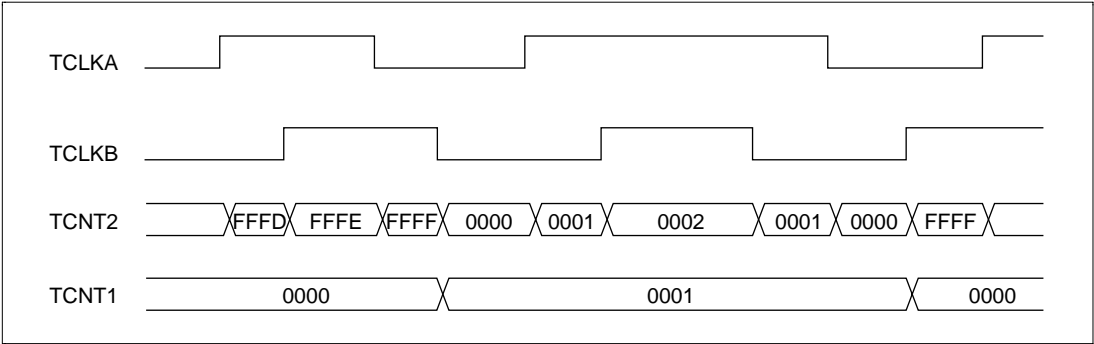 TCLKA
TCLKB
TCNT2 FFFD FFFE FFFF 0000 0001 0002 0001 0000 FFFF
TCNT1 0000 0001 0000